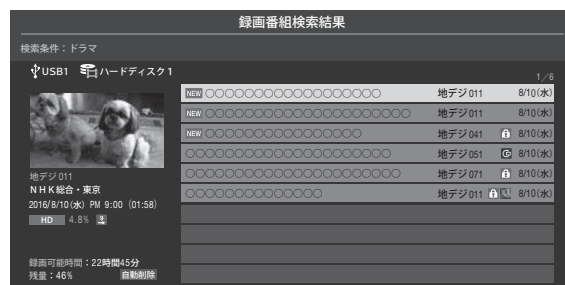 録画番組検索結果
検索条件：ドラマ
USB1 ハードディスク1
1／6
NEW ○○○○○○○○○○○○○○○○○○ 地デジ011 8/10(水)
NEW ○○○○○○○○○○○○○○○○○○○○○ 地デジ011 8/10(水)
NEW ○○○○○○○○○○○○○○○○ 地デジ041 8/10(水)
○○○○○○○○○○○○○○○○○○○○○ 地デジ051 8/10(水)
○○○○○○○○○○○○○○○○○○○○○○ 地デジ071 8/10(水)
○○○○○○○○○○○○○○ 地デジ011 8/10(水)
地デジ011
ＮＨＫ総合・東京
2016/8/10(水) PM 9:00 (01:58)
HD 4.8%
録画可能時間：22時間45分
残量：46% 自動削除